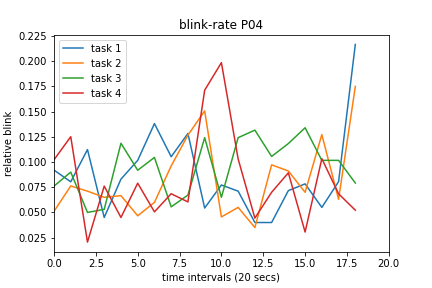 blink-rate P04
relative blink
0.225
0.200
0.175
0.150
0.125
0.100
0.075
0.050
0.025
task 1
task 2
task 3
task 4
0.0 2.5 5.0 7.5 10.0 12.5 15.0 17.5 20.0
time intervals (20 secs)